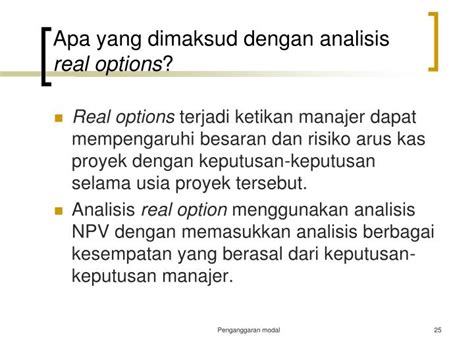 Apa yang dimaksud dengan analisis
real options?
Real options terjadi ketikan manajer dapat
mempengaruhi besaran dan risiko arus kas
proyek dengan keputusan-keputusan
selama usia proyek tersebut.
Analisis real option menggunakan analisis
NPV dengan memasukkan analisis berbagai
kesempatan yang berasal dari keputusan-
keputusan manajer.
Penganggaran modal
25